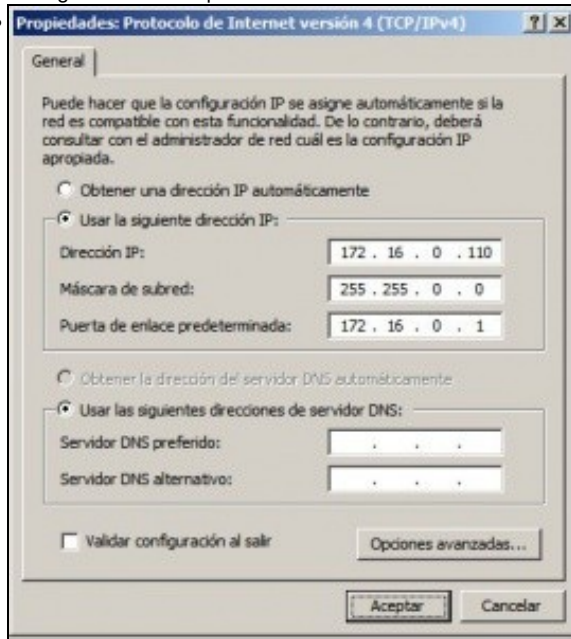 Propiedades: Protocolo de Internet versión 4 (TCP/IPv4)
General
Puede hacer que la configuración IP se asigne automáticamente si la
red es compatible con esta funcionalidad. De lo contrario, deberá
consultar con el administrador de red cuál es la configuración IP
apropiada.
Obtener una dirección IP automáticamente
Usar la siguiente dirección IP:
Dirección IP: 172 . 16 . 0 . 110
Máscara de subred: 255 . 255 . 0 . 0
Puerta de enlace predeterminada: 172 . 16 . 0 . 1
Obtener la dirección del servidor DNS automáticamente
Usar las siguientes direcciones de servidor DNS:
Servidor DNS preferido: . . .
Servidor DNS alternativo: . . .
Validar configuración al salir
Opciones avanzadas...
Aceptar Cancelar